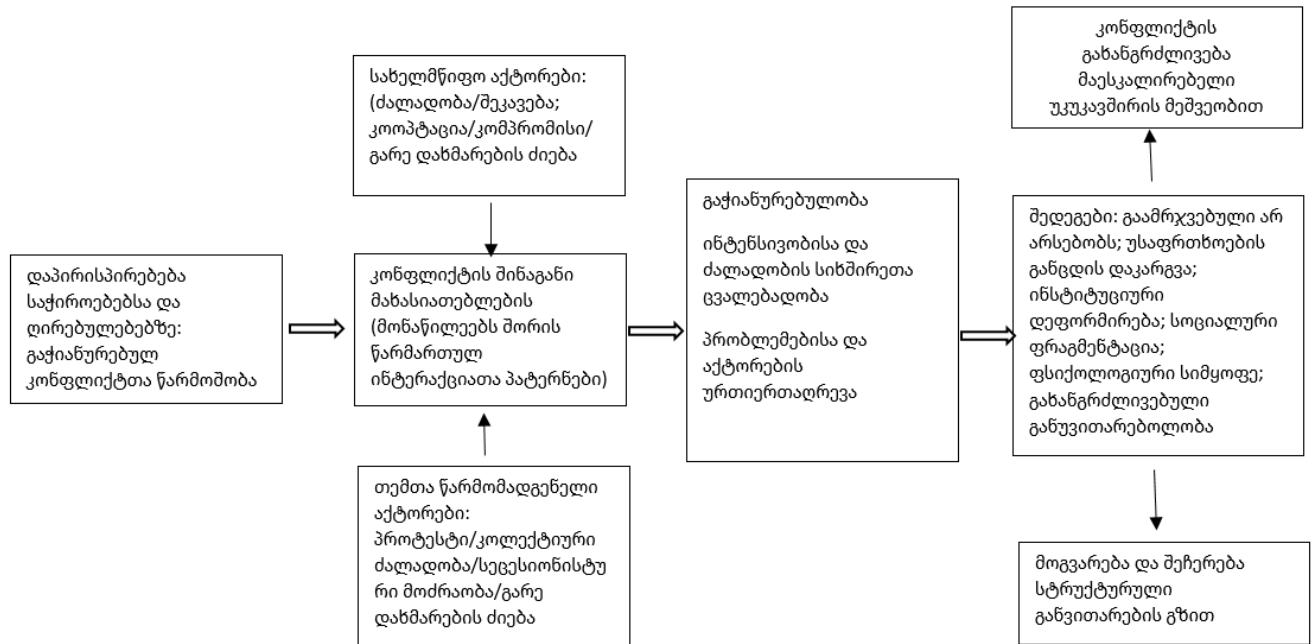 დაპირისპირებება
საჭიროებებსა და
ღირებულებებზე:
გაჭიანურებულ
კონფლიქტთა წარმოშობა
სახელმწიფო აქტორები:
(ძალადობა/შეკავება;
კოოპტაცია/კომპრომისი/
გარე დახმარების ძიება
კონფლიქტის შინაგანი
მახასიათებლების
(მონაწილეებს შორის
წარმართულ
ინტერაქციათა პატერნები)
თემთა წარმომადგენელი
აქტორები:
პროტესტი/კოლექტიური
ძალადობა/სეცესიონისტუ
რი მოძრაობა/გარე
დახმარების ძიება
გაჭიანურებულობა
ინტენსივობისა და
ძალადობის სიხშირეთა
ცვალებადობა
პრობლემებისა და
აქტორების
ურთიერთაღრევა
კონფლიქტის
გახანგრძლივება
მაესკალირებელი
უკუკავშირის მეშვეობით
შედეგები: გაამრჯვებული არ
არსებობს; უსაფრთხოების
განცდის დაკარგვა;
ინსტიტუციური
დეფორმირება; სოციალური
ფრაგმენტაცია;
ფსიქოლოგიური სიმყოფე;
გახანგრძლივებული
განუვითარებოლობა
მოგვარება და შეჩერება
სტრუქტურული
განვითარების გზით